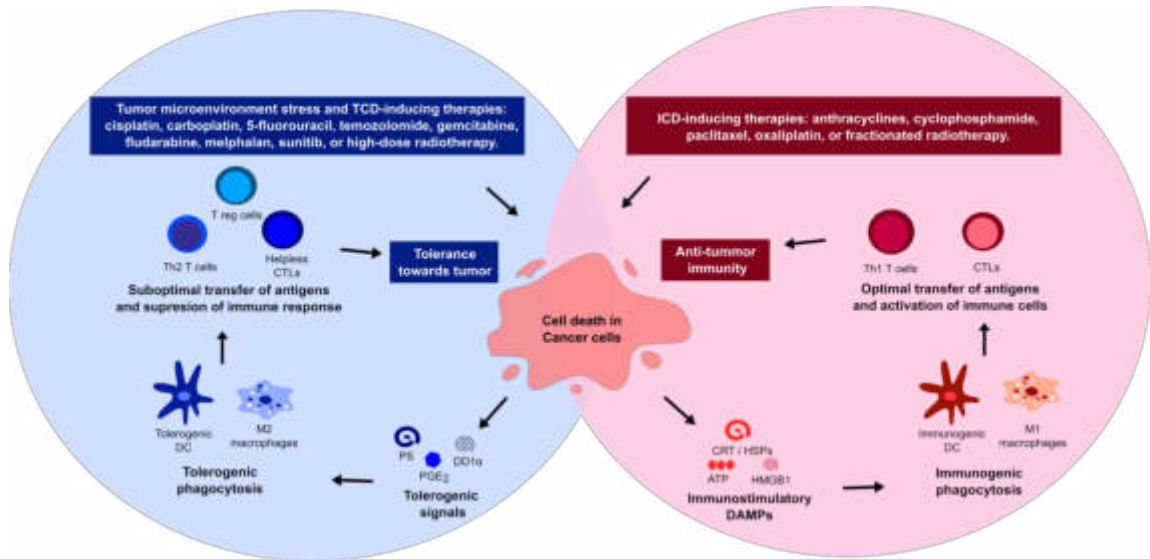 Tumor microenvironment stress and TCD-inducing therapies:
cisplatin, carboplatin, 5-fluorouracil, temozolomide, gemcitabine,
fludarabine, melphalan, sunitib, or high-dose radiotherapy.
T reg cells
Th2 T cells
Helpless
CTLs
Suboptimal transfer of antigens
and supresion of immune response
Tolerance
towards tumor
Tolerogenic
DC
M2
macrophages
Tolerogenic
phagocytosis
PS
PGE2
DD1α
Tolerogenic
signals
Cell death in
Cancer cells
ICD-inducing therapies: anthracyclines, cyclophosphamide,
paclitaxel, oxaliplatin, or fractionated radiotherapy.
Anti-tummor
immunity
Th1 T cells
CTLs
Optimal transfer of antigens
and activation of immune cells
Immunogenic
DC
M1
macrophages
Immunogenic
phagocytosis
CRT i HSPs
ATP
HMGB1
Immunostimulatory
DAMPs